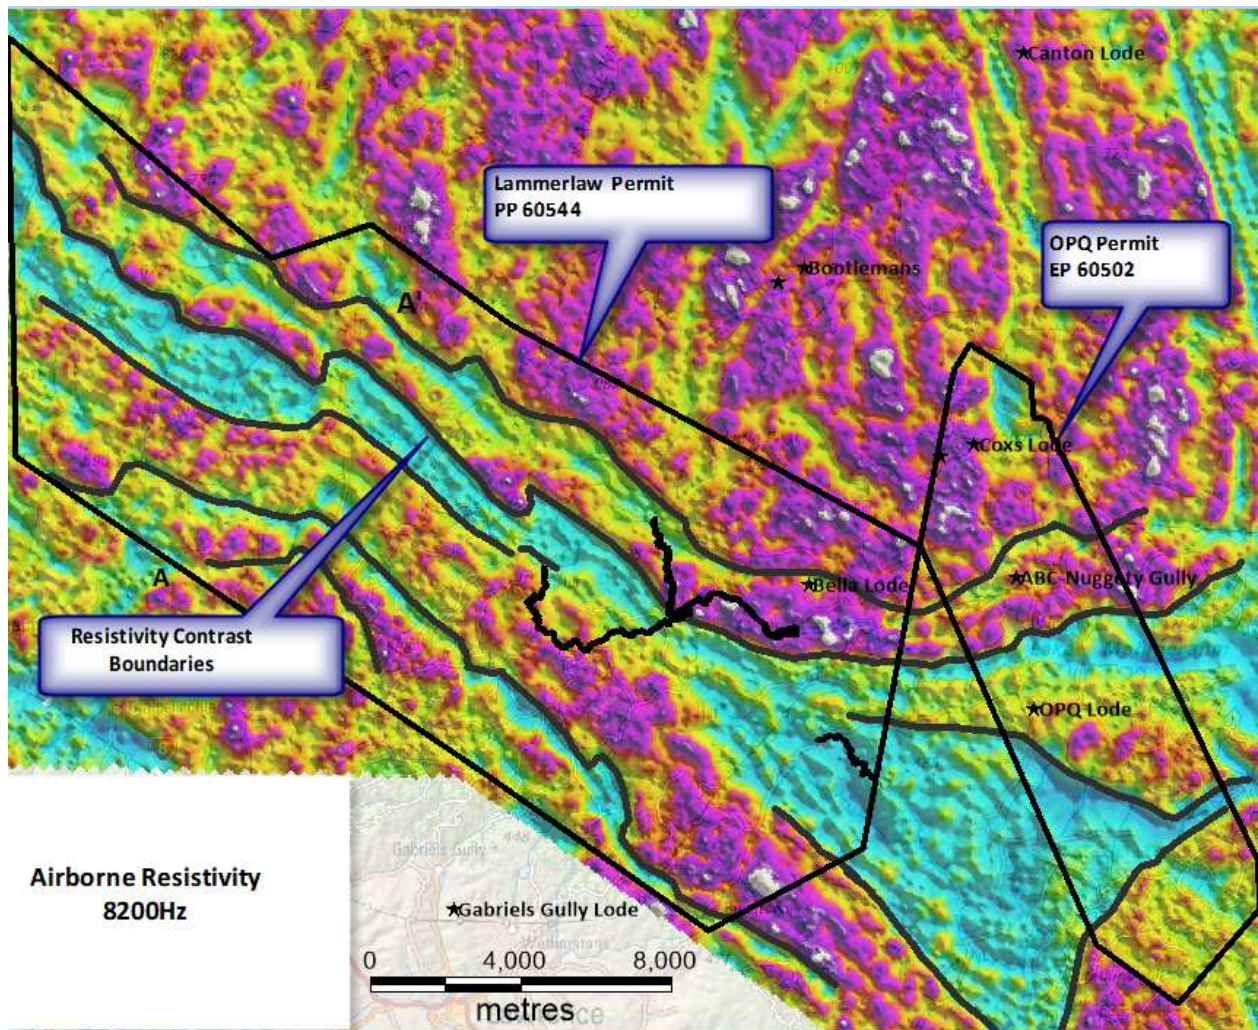 Canton Lode
Lammerlaw Permit
PP 60544
OPQ Permit
EP 60502
Bootlemans
A'
Coxs Lode
A
Bella Lode
ABC-Nuggety Gully
Resistivity Contrast
Boundaries
OPQ Lode
Airborne Resistivity
8200Hz
448
Gabriels Gully
Gabriels Gully Lode
0 4,000 8,000
metres